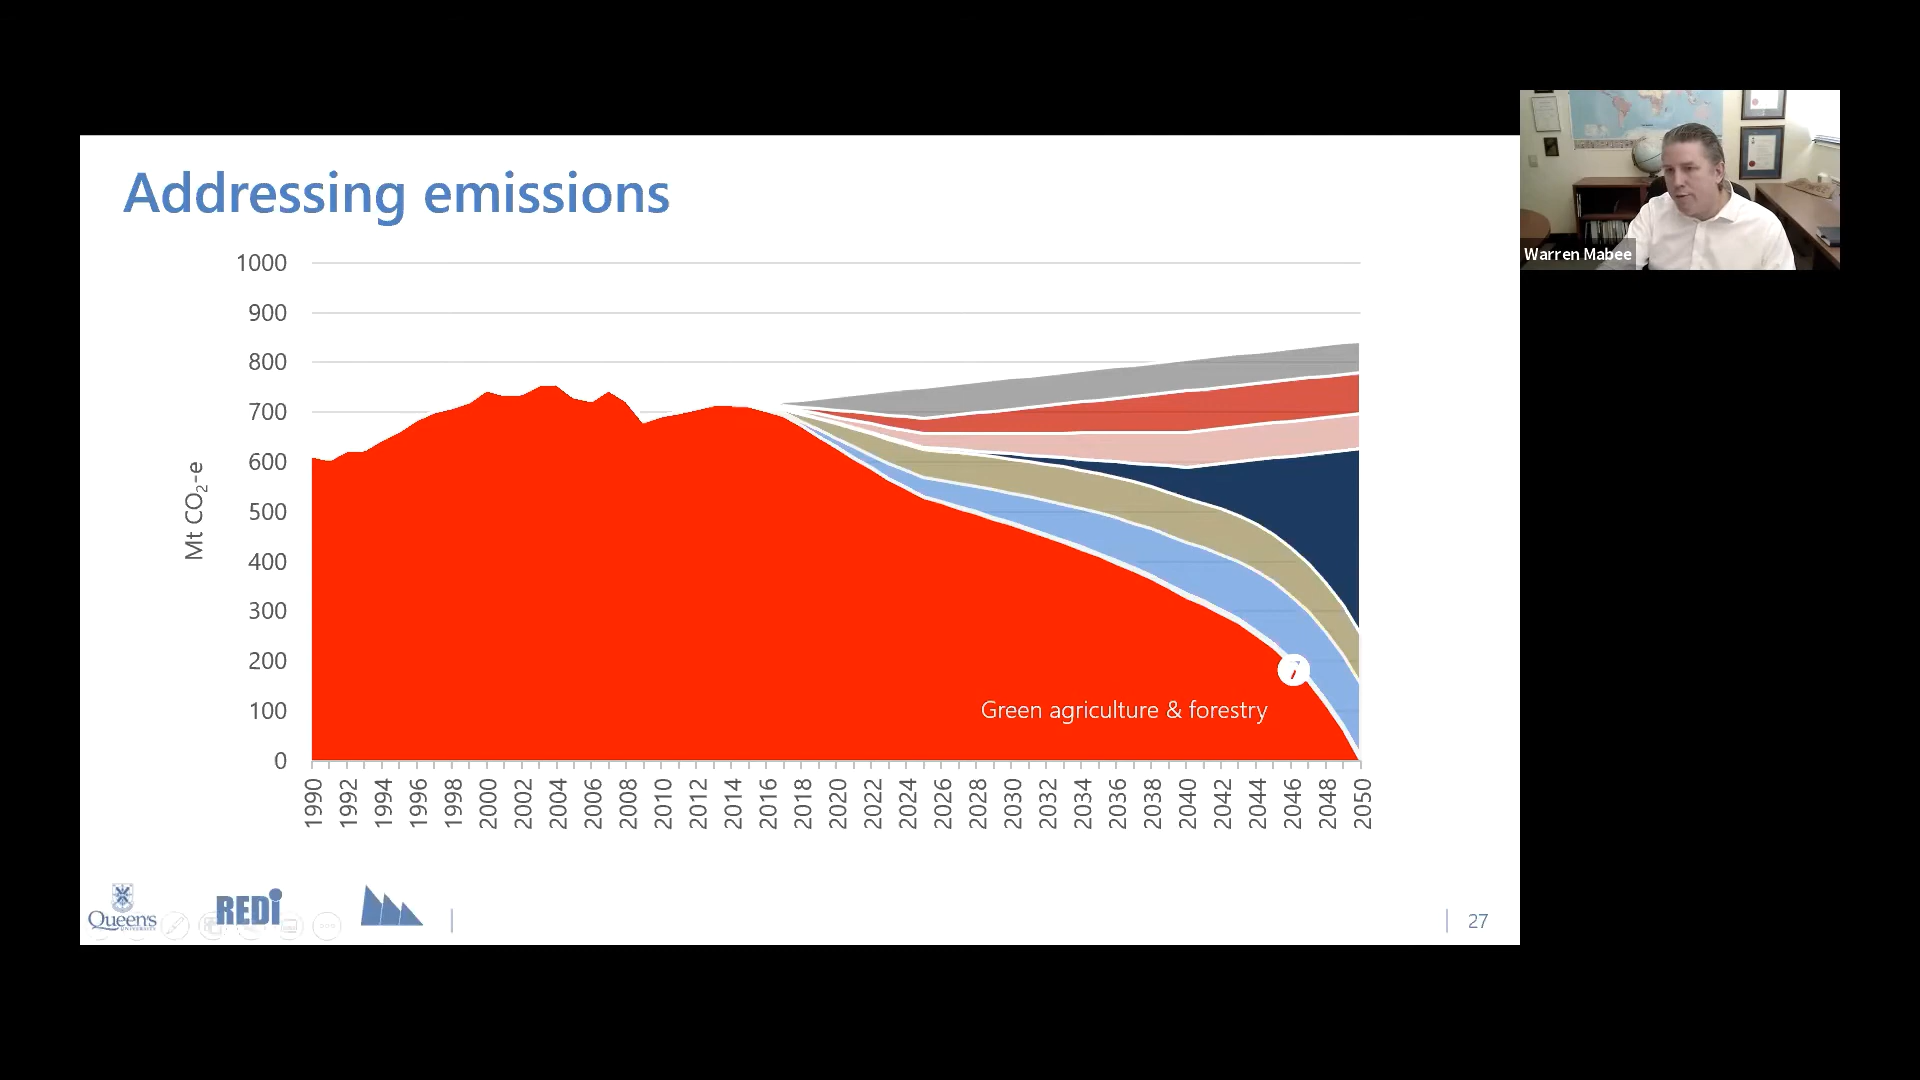 Addressing emissions
1000
900
800
700
600
500
400
300
200
100
0
Mt CO₂-e
Green agriculture & forestry
7
1990 1992 1994 1996 1998 2000 2002 2004 2006 2008 2010 2012 2014 2016 2018 2020 2022 2024 2026 2028 2030 2032 2034 2036 2038 2040 2042 2044 2046 2048 2050
Queen's
UNIVERSITY
REDi
27
Warren Mabee